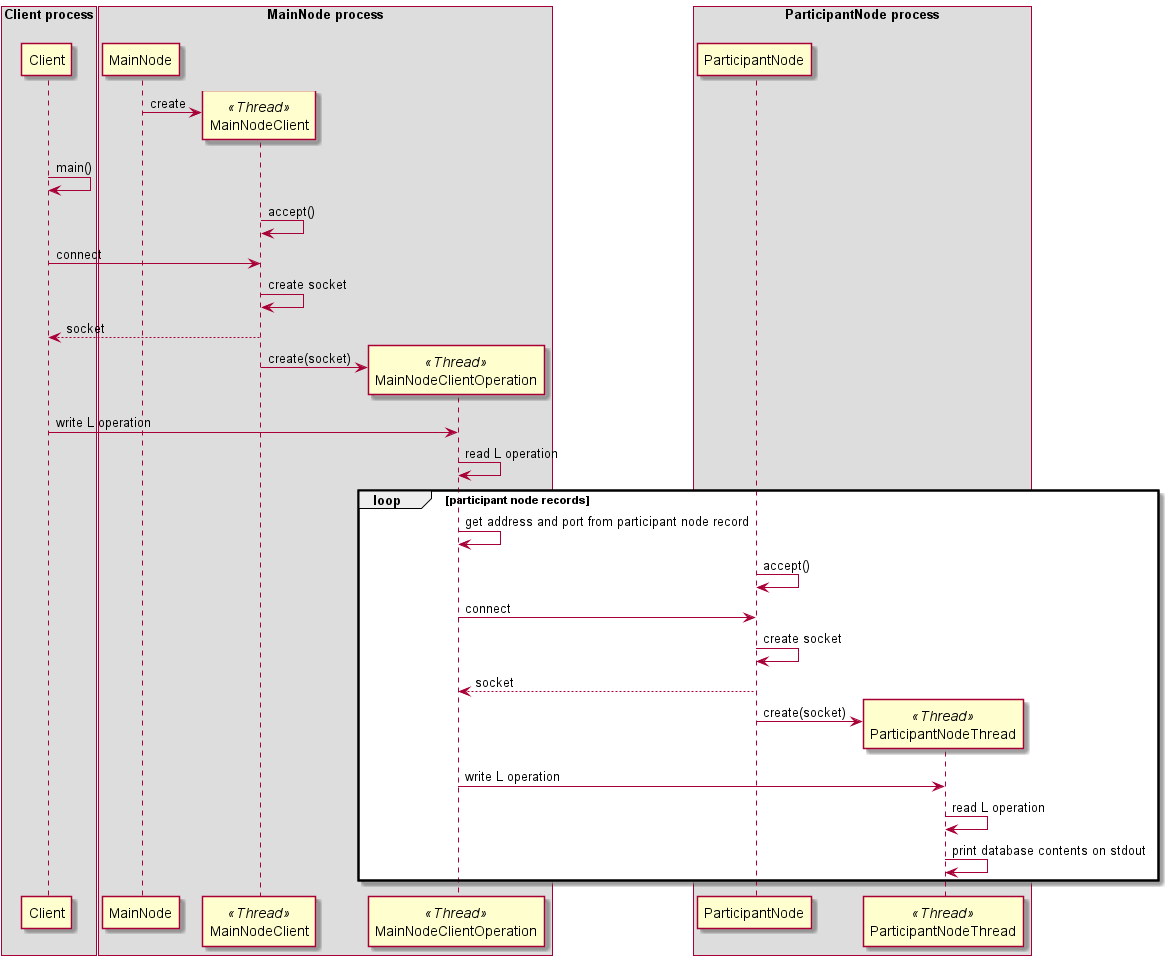 Client process
MainNode process
ParticipantNode process
Client
MainNode
ParticipantNode
create
«Thread»
MainNodeClient
main()
accept()
connect
create socket
socket
create(socket)
«Thread»
MainNodeClientOperation
write L operation
read L operation
loop [participant node records]
get address and port from participant node record
accept()
connect
create socket
socket
create(socket)
«Thread»
ParticipantNodeThread
write L operation
read L operation
print database contents on stdout
Client
MainNode
«Thread»
MainNodeClient
«Thread»
MainNodeClientOperation
ParticipantNode
«Thread»
ParticipantNodeThread